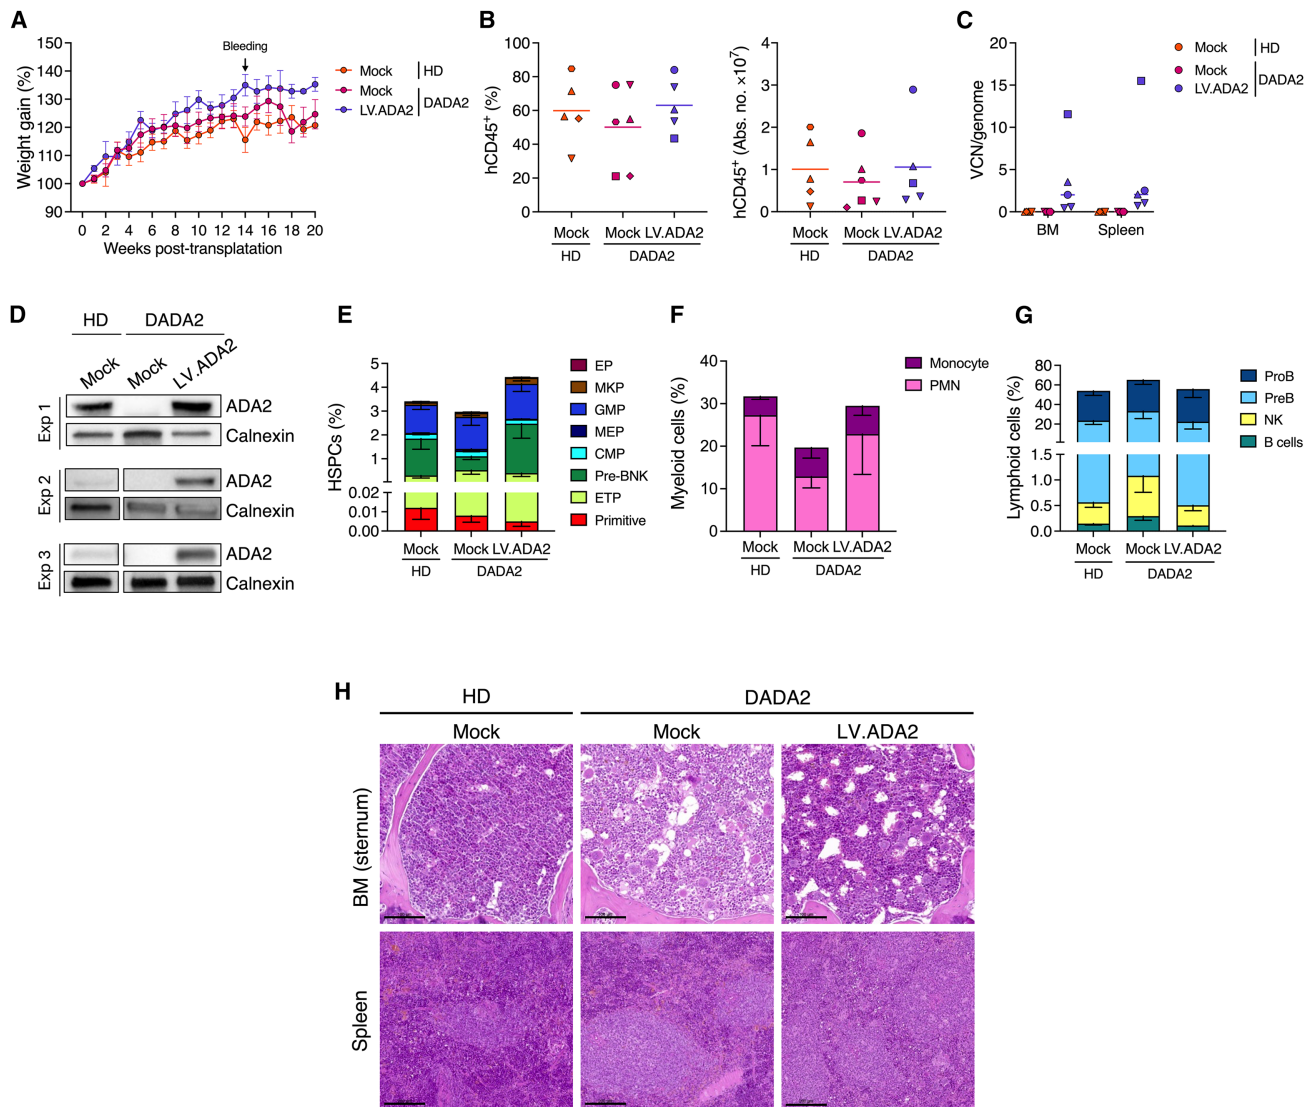 A
Weight gain (%)
150
140
130
120
110
100
90
0 2 4 6 8 10 12 14 16 18 20
Weeks post-transplatation
Bleeding
Mock HD
Mock
LV.ADA2
DADA2
B
hCD45+ (%)
100
80
60
40
20
0
Mock Mock LV.ADA2
HD DADA2
hCD45+ (Abs. no. ×10⁷)
4
3
2
1
0
Mock Mock LV.ADA2
HD DADA2
C
VCN/genome
20
15
10
5
0
BM Spleen
Mock HD
Mock
LV.ADA2
DADA2
D
HD DADA2
Mock Mock LV.ADA2
Exp 1
ADA2
Calnexin
Exp 2
ADA2
Calnexin
Exp 3
ADA2
Calnexin
E
HSPCs (%)
5
4
3
2
1
0.02
0.01
0.00
Mock Mock LV.ADA2
HD DADA2
EP
MKP
GMP
MEP
CMP
Pre-BNK
ETP
Primitive
F
Myeloid cells (%)
40
30
20
10
0
Mock Mock LV.ADA2
HD DADA2
Monocyte
PMN
G
Lymphoid cells (%)
80
60
40
20
1.5
1.0
0.5
0.0
Mock Mock LV.ADA2
HD DADA2
ProB
PreB
NK
B cells
H
HD DADA2
Mock Mock LV.ADA2
BM (sternum)
Spleen